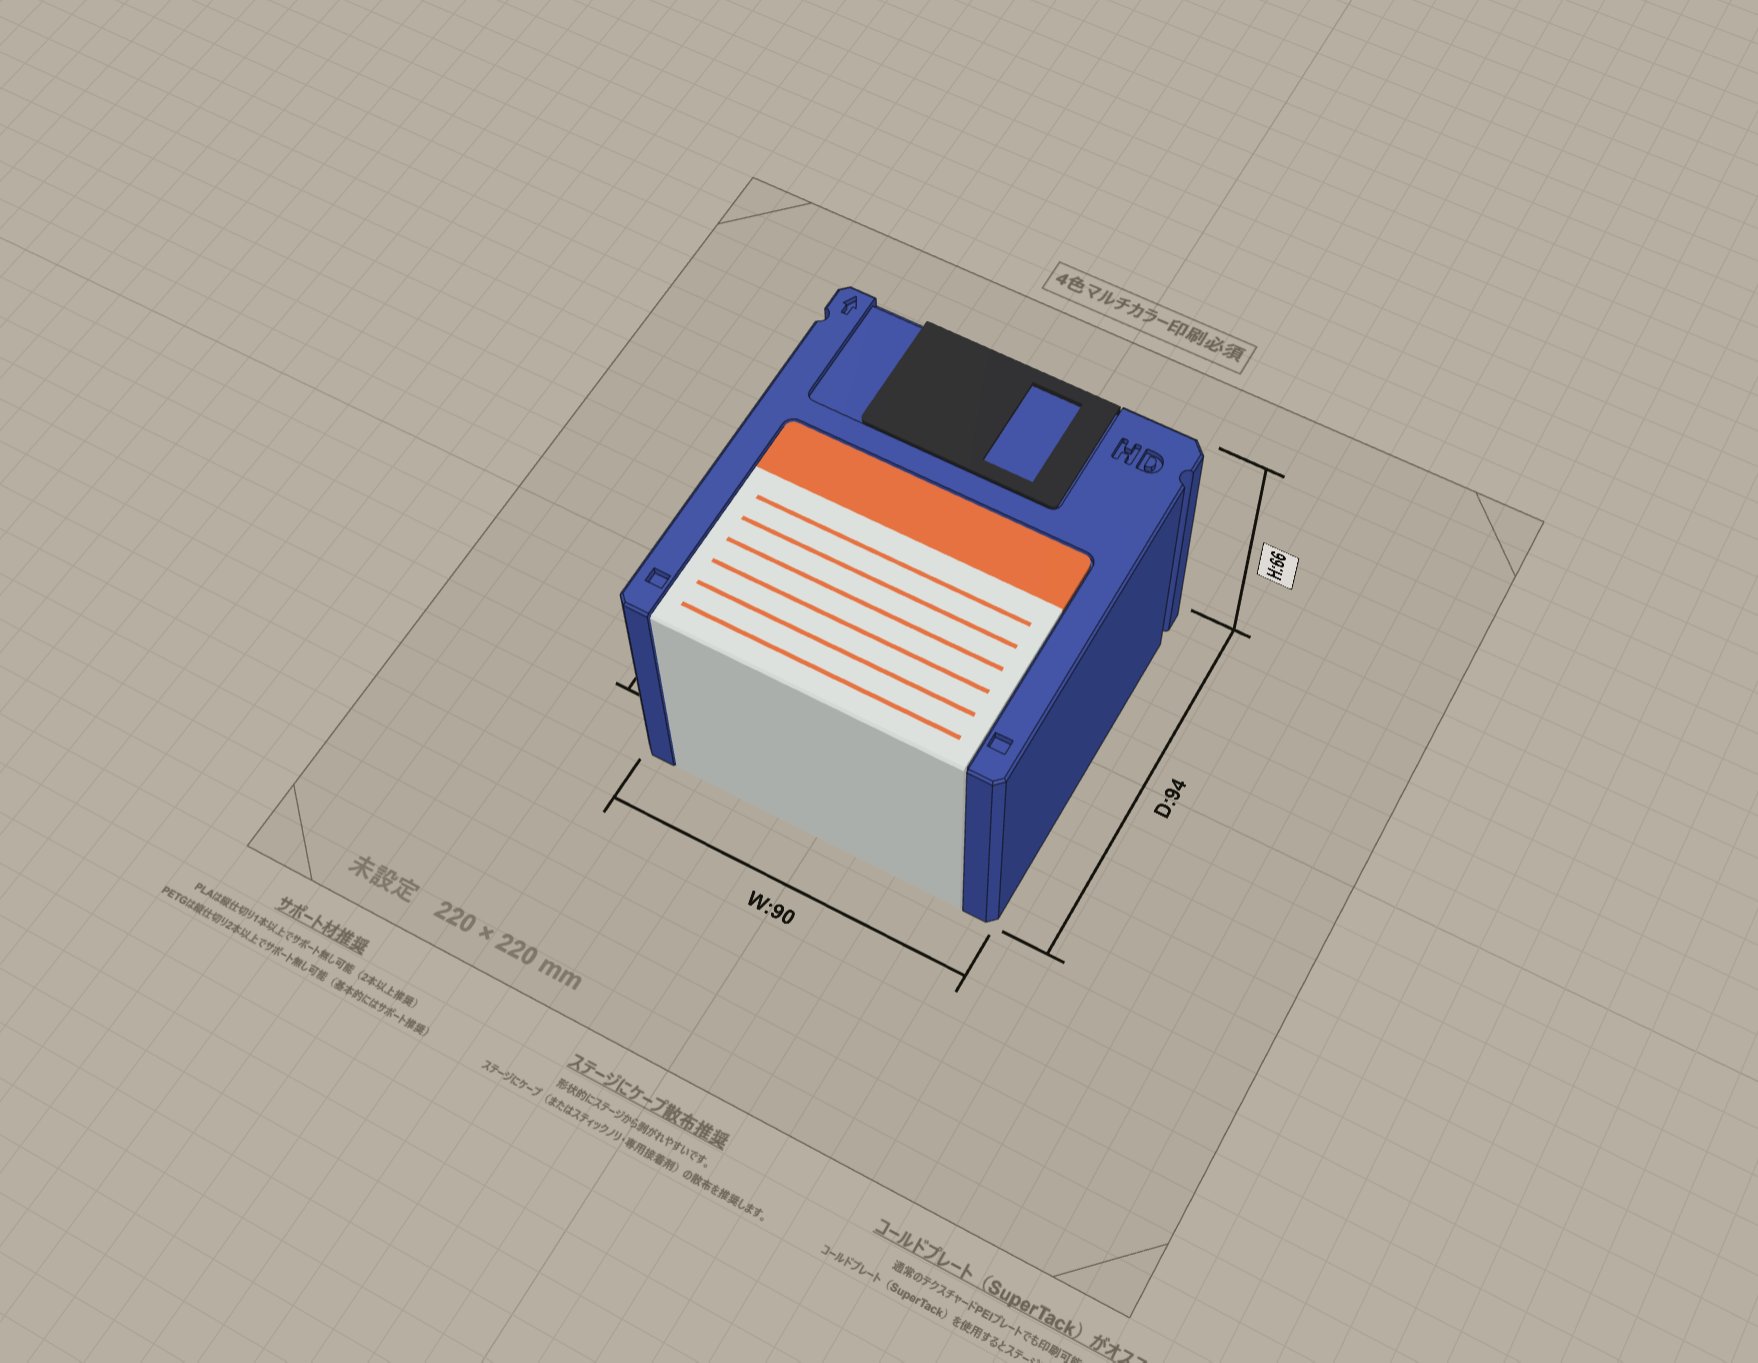 4色マルチカラー印刷必須
HD
H:66
D:94
W:90
未設定 220 × 220 mm
サポート材推奨
PLAは縦仕切り1本以上でサポート無し可能（2本以上推奨）
PETGは縦仕切り2本以上でサポート無し可能（基本的にはサポート推奨）
ステージにケープ散布推奨
形状的にステージから剥がれやすいです。
ステージにケープ（またはスティックノリ・専用接着剤）の散布を推奨します。
コールドプレート（SuperTack）がオスス
通常のテクスチャードPEIプレートでも印刷可能
コールドプレート（SuperTack）を使用するとステージ